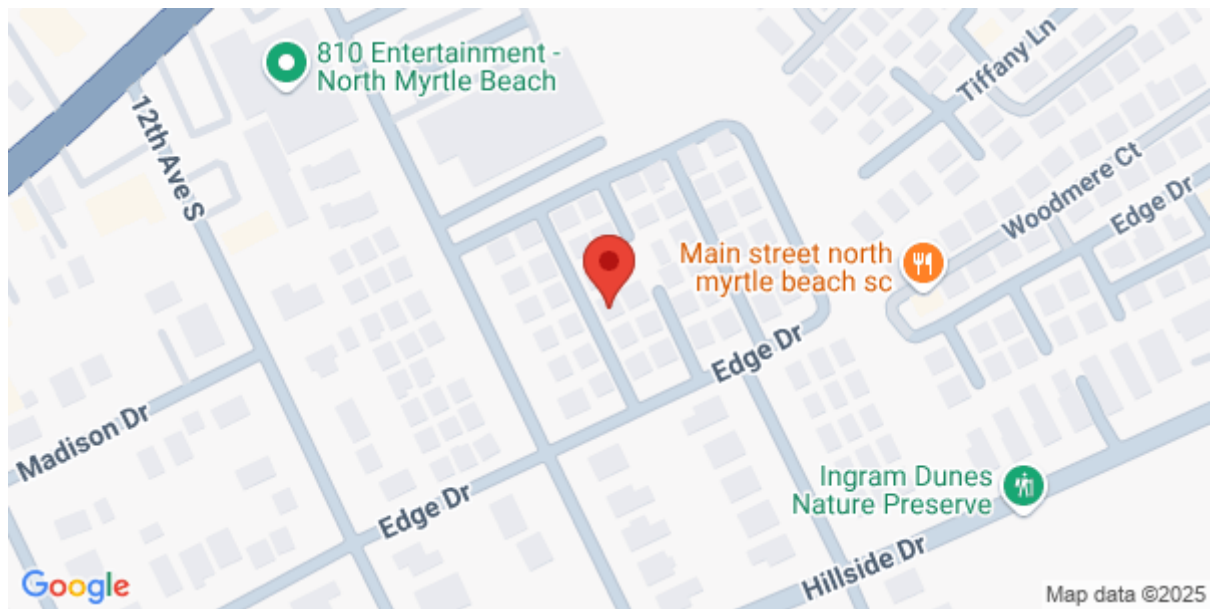 810 Entertainment -
North Myrtle Beach
Tiffany Ln
12th Ave S
Woodmere Ct
Edge Dr
Main street north
myrtle beach sc
Edge Dr
Madison Dr
Ingram Dunes
Nature Preserve
Edge Dr
Hillside Dr
Google
Map data ©2025